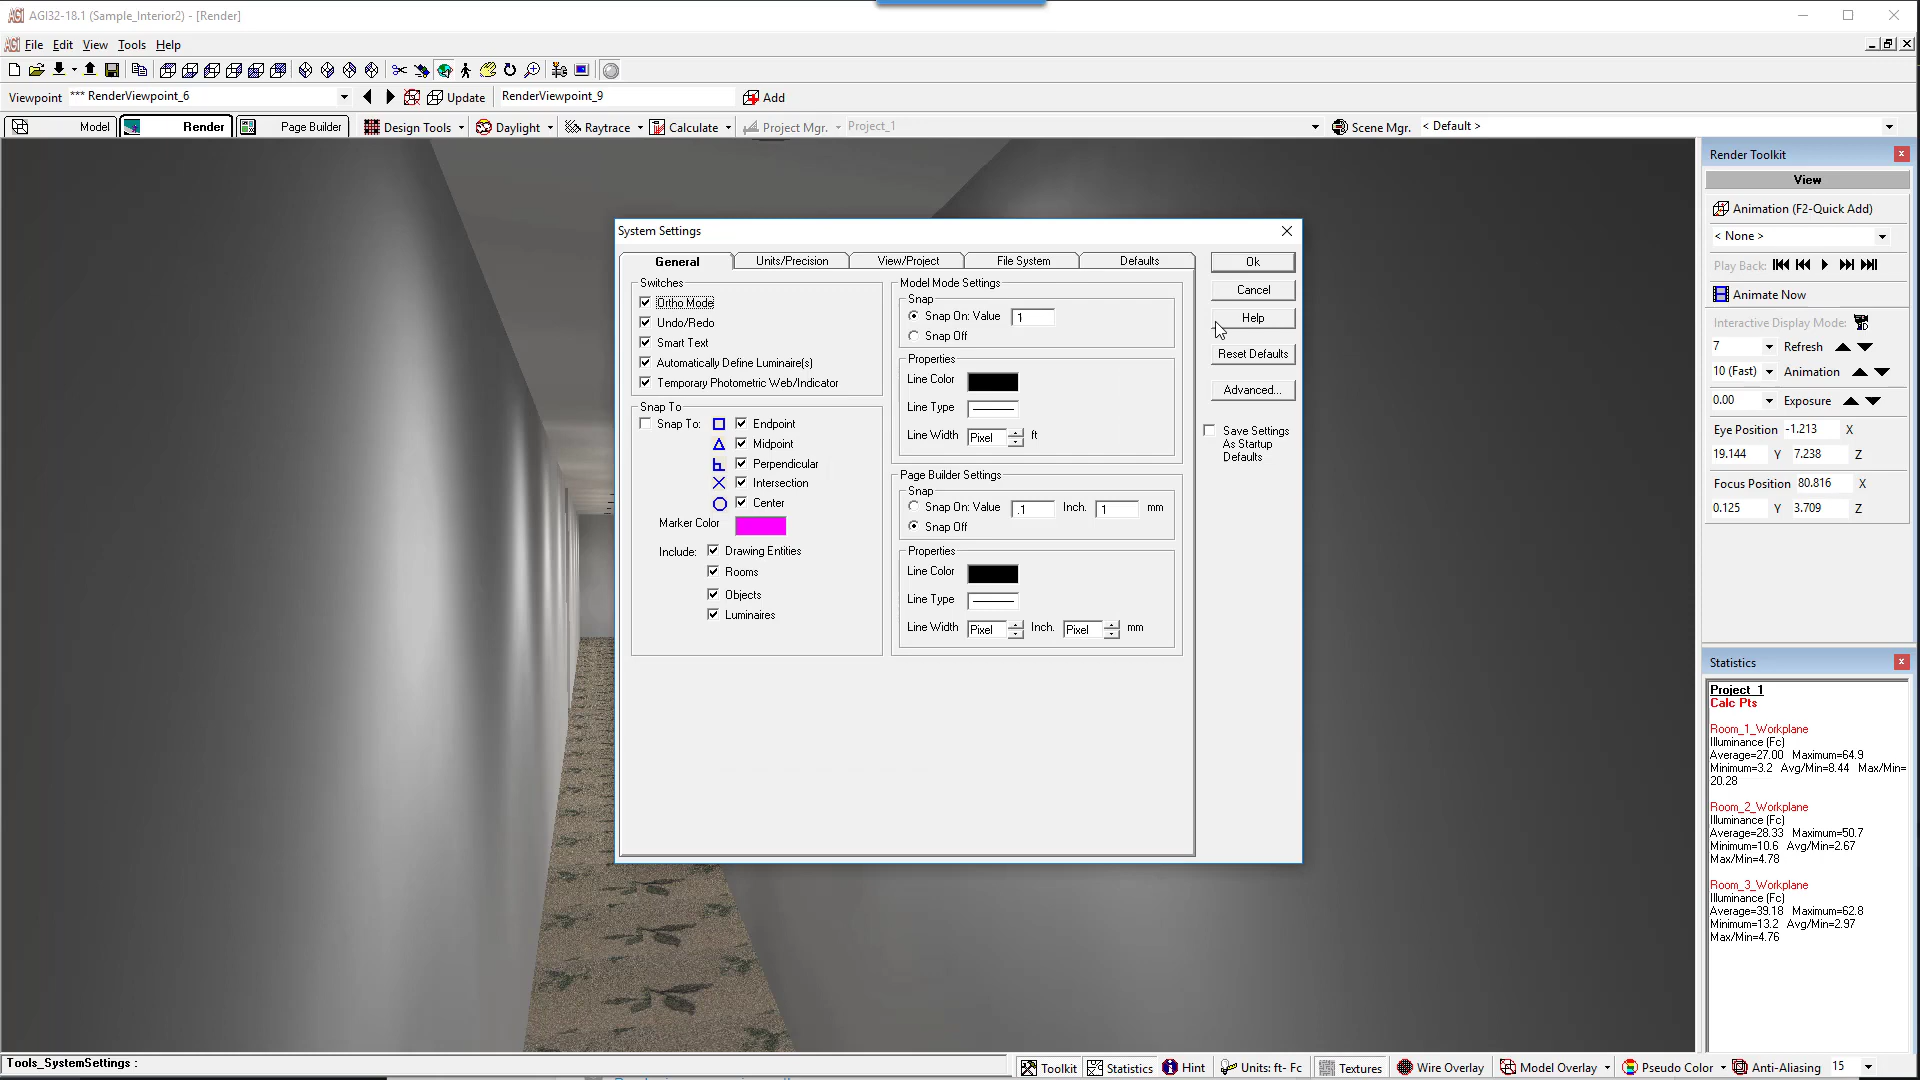 AGI32-18.1 (Sample_Interior2) - [Render]
File Edit View Tools Help
Viewpoint *** RenderViewpoint_6 Update RenderViewpoint_9 Add
Model Render Page Builder Design Tools Daylight Raytrace Calculate Project Mgr. Project_1 Scene Mgr. < Default >
System Settings
General Units/Precision View/Project File System Defaults
Switches
Ortho Mode
Undo/Redo
Smart Text
Automatically Define Luminaire(s)
Temporary Photometric Web/Indicator
Snap To
Snap To: Endpoint
Midpoint
Perpendicular
Intersection
Center
Marker Color
Include: Drawing Entities
Rooms
Objects
Luminaires
Model Mode Settings
Snap
Snap On: Value 1
Snap Off
Properties
Line Color
Line Type
Line Width Pixel ft
Page Builder Settings
Snap
Snap On: Value .1 Inch. 1 mm
Snap Off
Properties
Line Color
Line Type
Line Width Pixel Inch. Pixel mm
Ok
Cancel
Help
Reset Defaults
Advanced...
Save Settings
As Startup
Defaults
Render Toolkit
View
Animation (F2-Quick Add)
< None >
Play Back:
Animate Now
Interactive Display Mode:
7 Refresh
10 (Fast) Animation
0.00 Exposure
Eye Position -1.213 X
19.144 Y 7.238 Z
Focus Position 80.816 X
0.125 Y 3.709 Z
Statistics
Project_1
Calc Pts
Room_1_Workplane
Illuminance (Fc)
Average=27.00 Maximum=64.9
Minimum=3.2 Avg/Min=8.44 Max/Min=
20.28
Room_2_Workplane
Illuminance (Fc)
Average=28.33 Maximum=50.7
Minimum=10.6 Avg/Min=2.67
Max/Min=4.78
Room_3_Workplane
Illuminance (Fc)
Average=39.18 Maximum=62.8
Minimum=13.2 Avg/Min=2.97
Max/Min=4.76
Tools_SystemSettings :
Toolkit Statistics Hint Units: ft- Fc Textures Wire Overlay Model Overlay Pseudo Color Anti-Aliasing 15